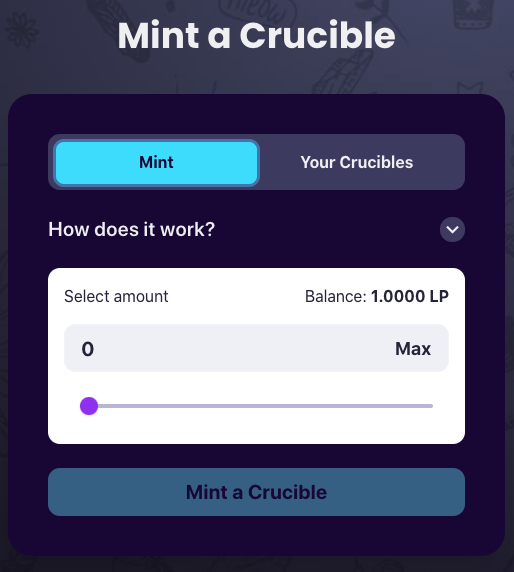 Mint a Crucible
Mint
Your Crucibles
How does it work?
Select amount
Balance: 1.0000 LP
0
Max
Mint a Crucible